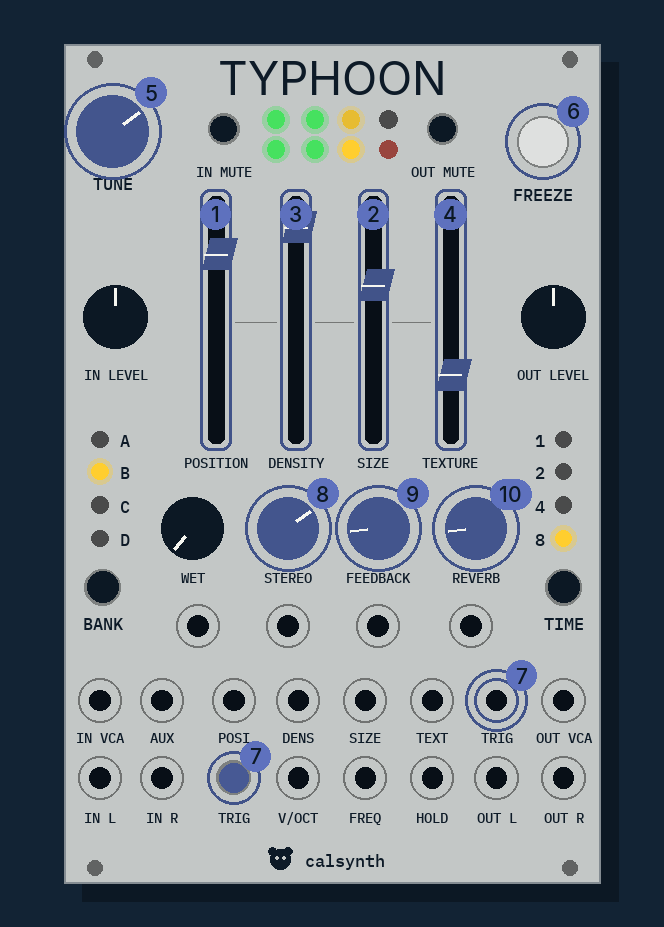 TYPHOON
5
6
TUNE
IN MUTE
OUT MUTE
FREEZE
1
3
2
4
IN LEVEL
OUT LEVEL
A
1
B
2
C
4
D
8
POSITION
DENSITY
SIZE
TEXTURE
8
9
10
WET
STEREO
FEEDBACK
REVERB
BANK
TIME
7
IN VCA
AUX
POSI
DENS
SIZE
TEXT
TRIG
OUT VCA
7
IN L
IN R
TRIG
V/OCT
FREQ
HOLD
OUT L
OUT R
calsynth